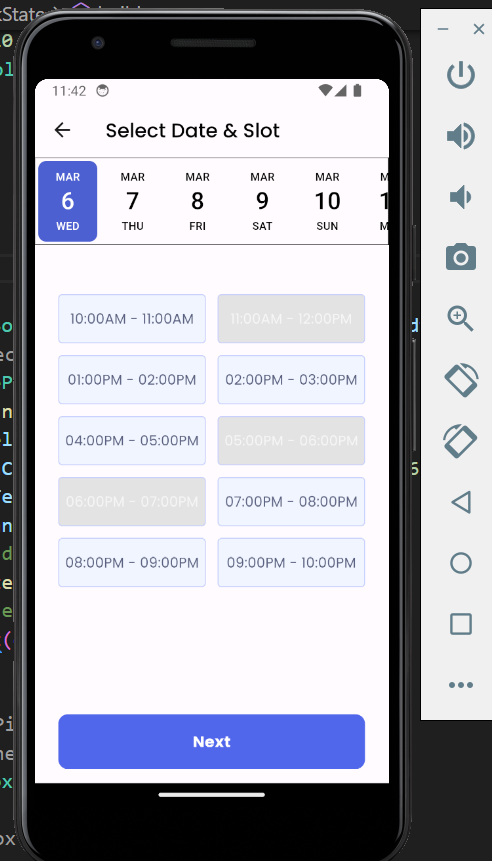 11:42
Select Date & Slot
MAR MAR MAR MAR MAR
6 7 8 9 10
WED THU FRI SAT SUN
10:00AM - 11:00AM 11:00AM - 12:00PM
01:00PM - 02:00PM 02:00PM - 03:00PM
04:00PM - 05:00PM 05:00PM - 06:00PM
06:00PM - 07:00PM 07:00PM - 08:00PM
08:00PM - 09:00PM 09:00PM - 10:00PM
Next